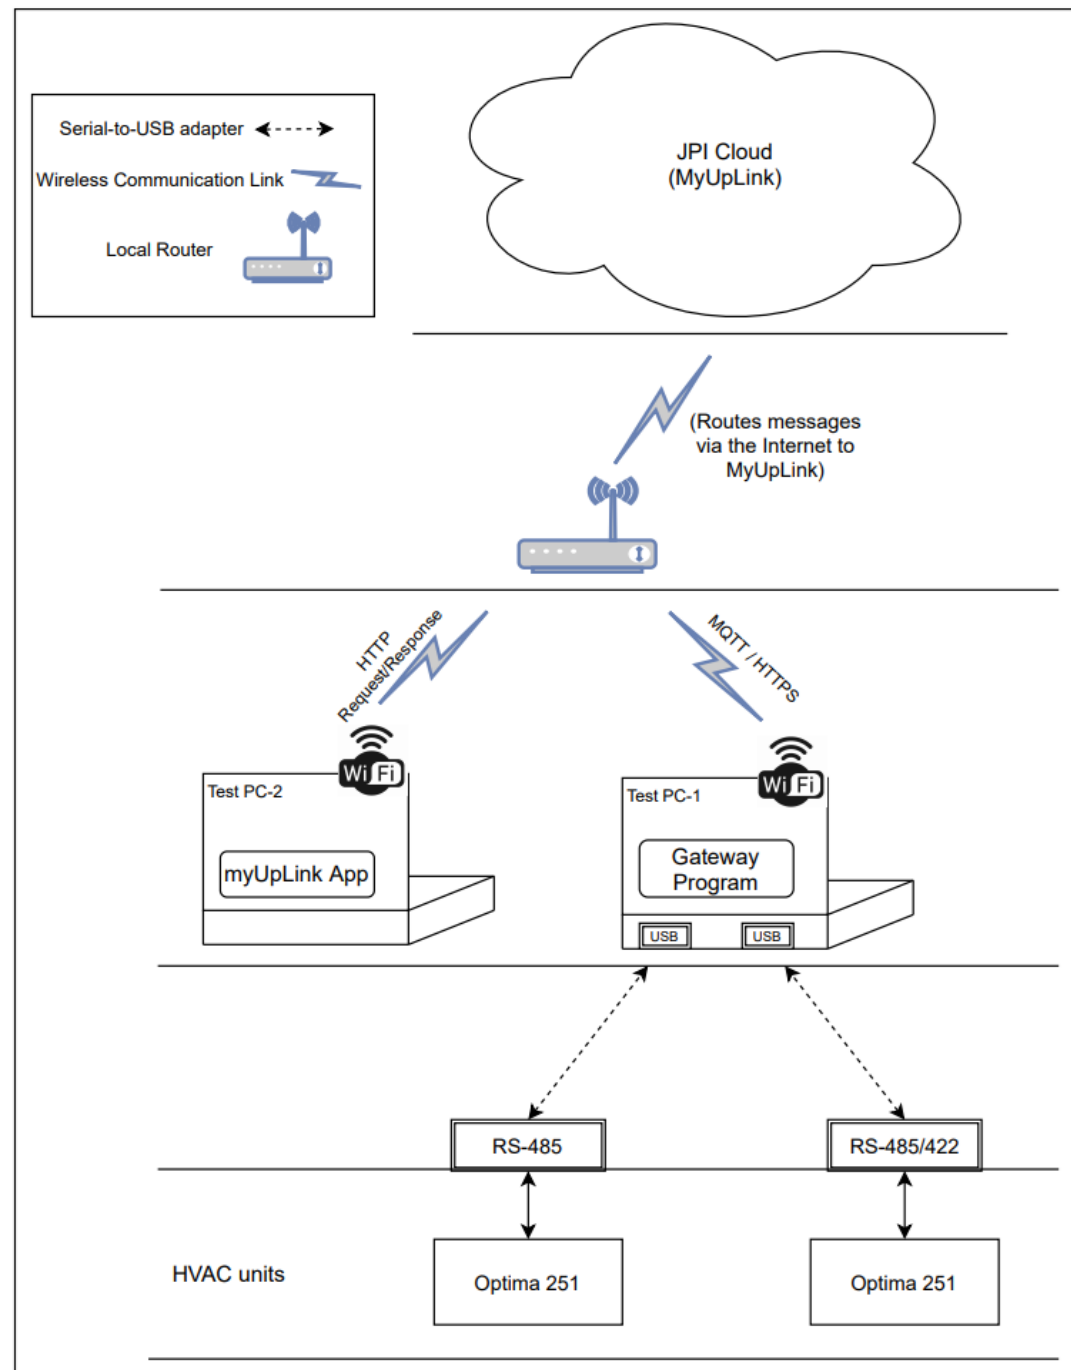 Serial-to-USB adapter
Wireless Communication Link
Local Router
JPI Cloud
(MyUpLink)
(Routes messages
via the Internet to
MyUpLink)
HTTP
Request/Response
MQTT / HTTPS
Wi Fi
Test PC-2
myUpLink App
Wi Fi
Test PC-1
Gateway
Program
USB
USB
RS-485
RS-485/422
HVAC units
Optima 251
Optima 251